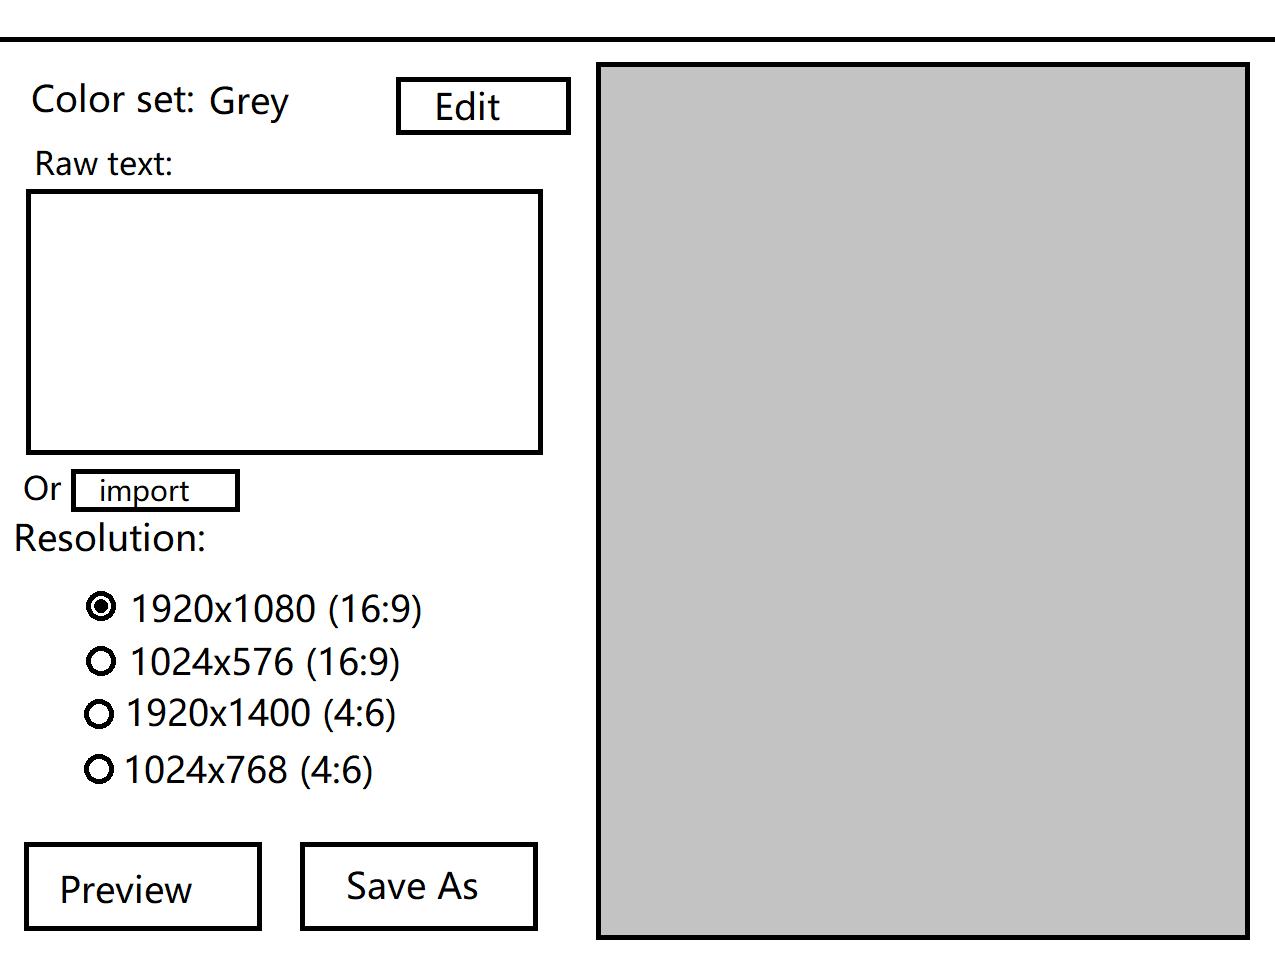 Color set: Grey
Edit
Raw text:
Or import
Resolution:
1920x1080 (16:9)
1024x576 (16:9)
1920x1400 (4:6)
1024x768 (4:6)
Preview
Save As